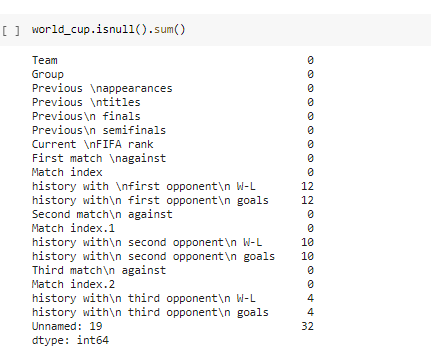 [ ] world_cup.isnull().sum()
Team 0
Group 0
Previous \nappearances 0
Previous \ntitles 0
Previous\n finals 0
Previous\n semifinals 0
Current \nFIFA rank 0
First match \nagainst 0
Match index 0
history with \nfirst opponent\n W-L 12
history with\n first opponent\n goals 12
Second match\n against 0
Match index.1 0
history with\n second opponent\n W-L 10
history with\n second opponent\n goals 10
Third match\n against 0
Match index.2 0
history with\n third opponent\n W-L 4
history with\n third opponent\n goals 4
Unnamed: 19 32
dtype: int64